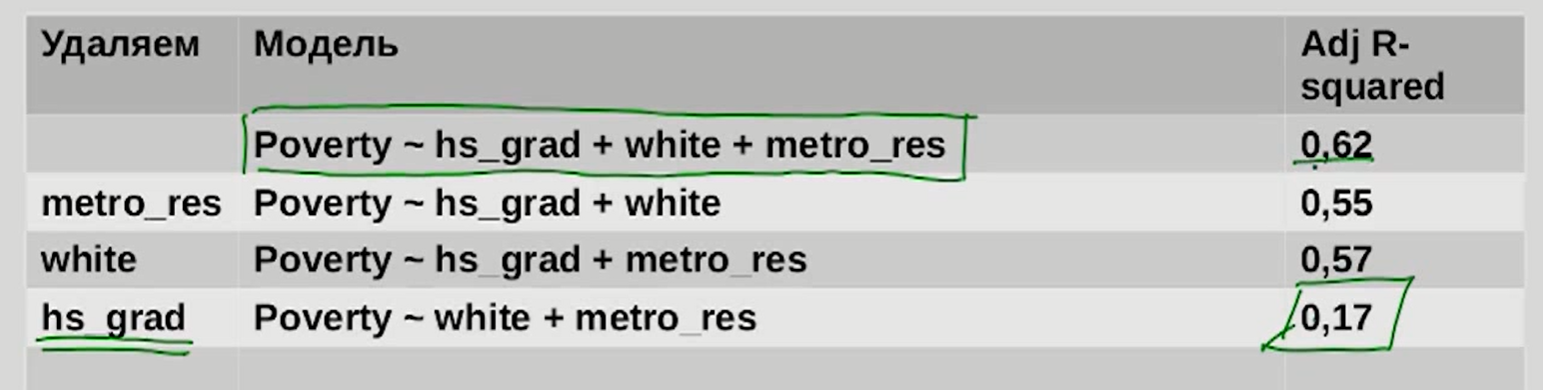 Удаляем Модель Adj R-
squared
Poverty ~ hs_grad + white + metro_res 0,62
metro_res Poverty ~ hs_grad + white 0,55
white Poverty ~ hs_grad + metro_res 0,57
hs_grad Poverty ~ white + metro_res 0,17